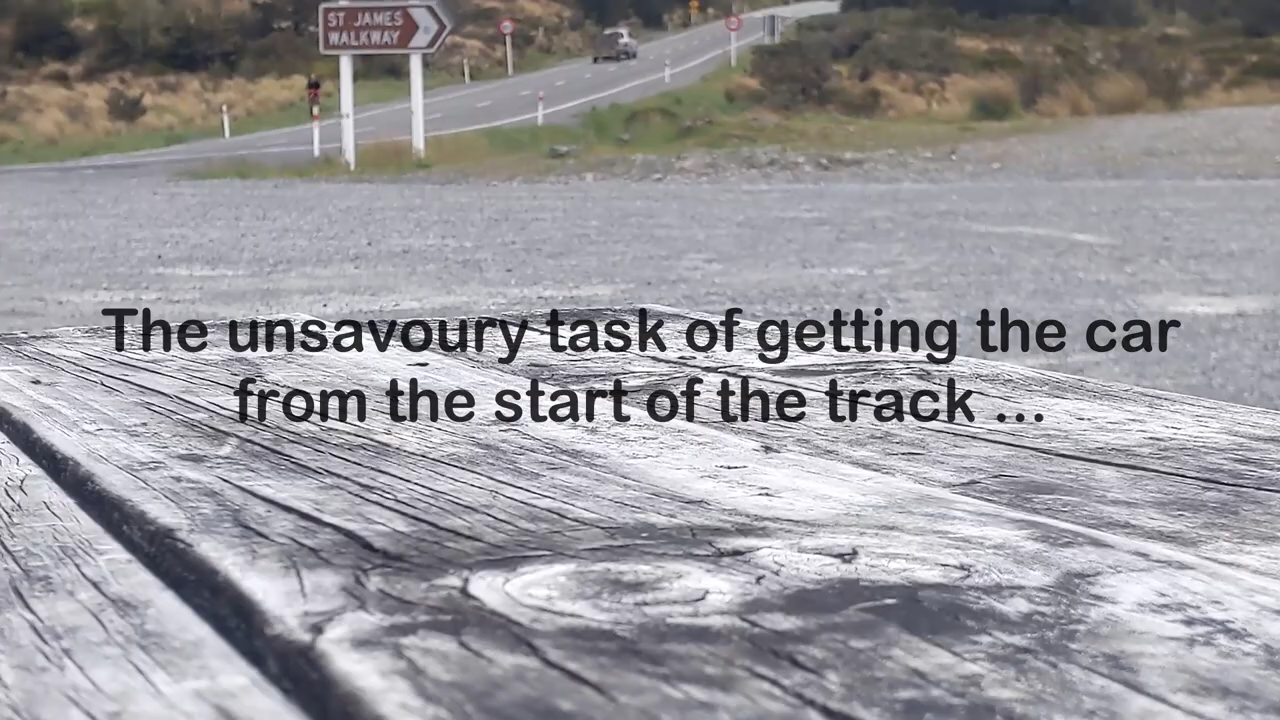 ST JAMES
WALKWAY
The unsavoury task of getting the car
from the start of the track ...